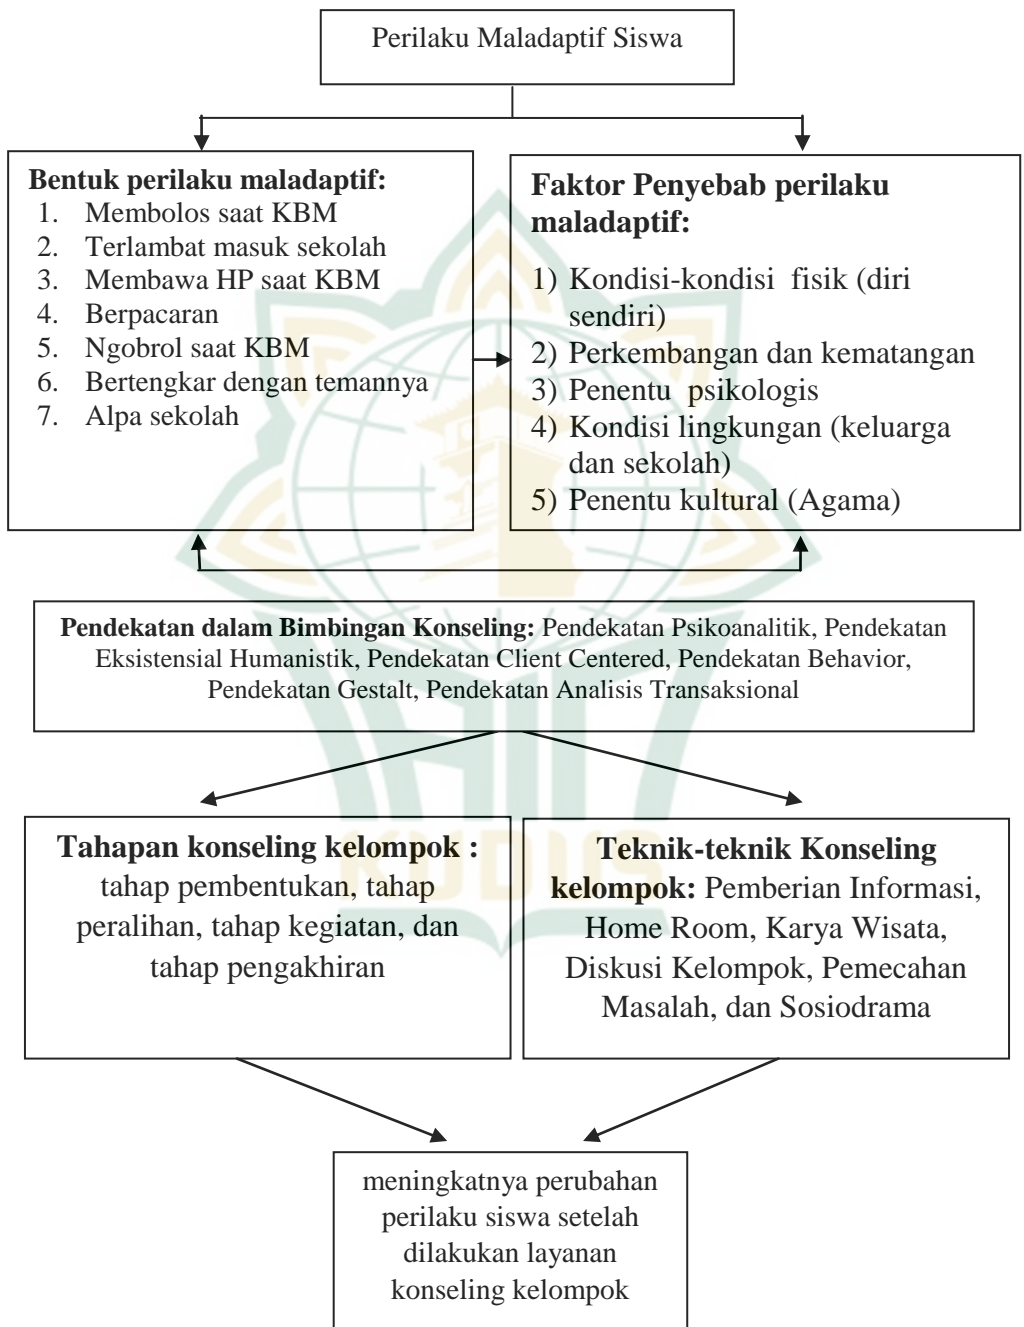 Perilaku Maladaptif Siswa
Bentuk perilaku maladaptif:
1. Membolos saat KBM
2. Terlambat masuk sekolah
3. Membawa HP saat KBM
4. Berpacaran
5. Ngobrol saat KBM
6. Bertengkar dengan temannya
7. Alpa sekolah
Faktor Penyebab perilaku
maladaptif:
1) Kondisi-kondisi fisik (diri
sendiri)
2) Perkembangan dan kematangan
3) Penentu psikologis
4) Kondisi lingkungan (keluarga
dan sekolah)
5) Penentu kultural (Agama)
Pendekatan dalam Bimbingan Konseling: Pendekatan Psikoanalitik, Pendekatan
Eksistensial Humanistik, Pendekatan Client Centered, Pendekatan Behavior,
Pendekatan Gestalt, Pendekatan Analisis Transaksional
Tahapan konseling kelompok :
tahap pembentukan, tahap
peralihan, tahap kegiatan, dan
tahap pengakhiran
Teknik-teknik Konseling
kelompok: Pemberian Informasi,
Home Room, Karya Wisata,
Diskusi Kelompok, Pemecahan
Masalah, dan Sosiodrama
KUDUS
meningkatnya perubahan
perilaku siswa setelah
dilakukan layanan
konseling kelompok